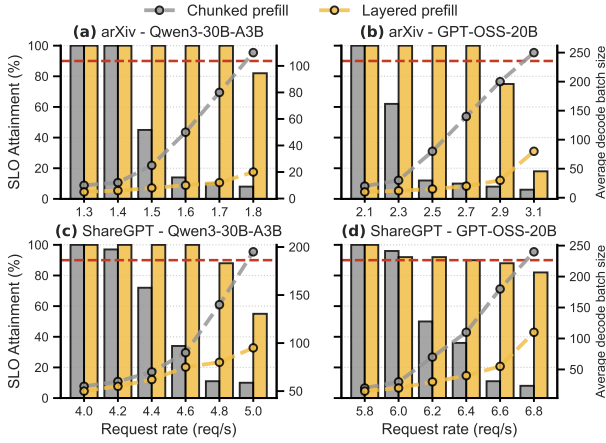 Chunked prefill Layered prefill
(a) arXiv - Qwen3-30B-A3B
SLO Attainment (%)
100
80
60
40
20
0
100
80
60
40
20
0
1.3 1.4 1.5 1.6 1.7 1.8
(b) arXiv - GPT-OSS-20B
250
200
150
100
50
0
Average decode batch size
2.1 2.3 2.5 2.7 2.9 3.1
(c) ShareGPT - Qwen3-30B-A3B
SLO Attainment (%)
100
80
60
40
20
0
200
150
100
50
4.0 4.2 4.4 4.6 4.8 5.0
Request rate (req/s)
(d) ShareGPT - GPT-OSS-20B
250
200
150
100
50
Average decode batch size
5.8 6.0 6.2 6.4 6.6 6.8
Request rate (req/s)